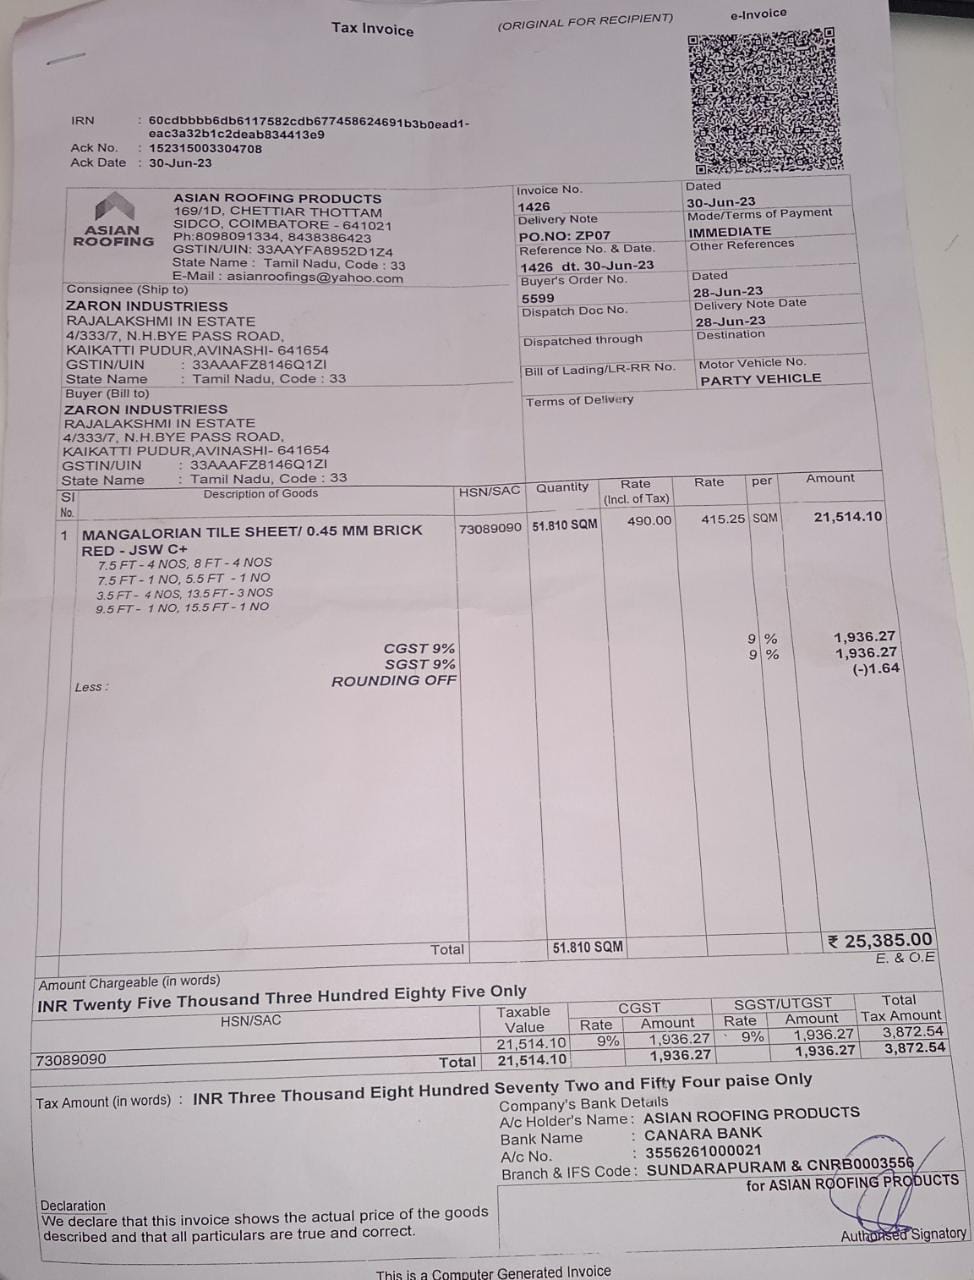 Tax Invoice
(ORIGINAL FOR RECIPIENT)
e-Invoice
IRN : 60cdbbbb6db6117582cdb677458624691b3b0ead1-
eac3a32b1c2deab834413e9
Ack No. : 152315003304708
Ack Date : 30-Jun-23
ASIAN
ROOFING
ASIAN ROOFING PRODUCTS
169/1D, CHETTIAR THOTTAM
SIDCO, COIMBATORE - 641021
Ph:8098091334, 8438386423
GSTIN/UIN: 33AAYFA8952D1Z4
State Name : Tamil Nadu, Code : 33
E-Mail : asianroofings@yahoo.com
Invoice No.
1426
Dated
30-Jun-23
Delivery Note
PO.NO: ZP07
Mode/Terms of Payment
IMMEDIATE
Reference No. & Date.
1426 dt. 30-Jun-23
Other References
Buyer's Order No.
5599
Dated
28-Jun-23
Dispatch Doc No.
Delivery Note Date
28-Jun-23
Dispatched through
Destination
Bill of Lading/LR-RR No.
Motor Vehicle No.
PARTY VEHICLE
Terms of Delivery
Consignee (Ship to)
ZARON INDUSTRIESS
RAJALAKSHMI IN ESTATE
4/333/7, N.H.BYE PASS ROAD,
KAIKATTI PUDUR,AVINASHI- 641654
GSTIN/UIN : 33AAAFZ8146Q1ZI
State Name : Tamil Nadu, Code : 33
Buyer (Bill to)
ZARON INDUSTRIESS
RAJALAKSHMI IN ESTATE
4/333/7, N.H.BYE PASS ROAD,
KAIKATTI PUDUR,AVINASHI- 641654
GSTIN/UIN : 33AAAFZ8146Q1ZI
State Name : Tamil Nadu, Code : 33
Sl No. Description of Goods HSN/SAC Quantity Rate (Incl. of Tax) Rate per Amount
1 MANGALORIAN TILE SHEET/ 0.45 MM BRICK 73089090 51.810 SQM 490.00 415.25 SQM 21,514.10
RED - JSW C+
7.5 FT - 4 NOS, 8 FT - 4 NOS
7.5 FT - 1 NO, 5.5 FT - 1 NO
3.5 FT - 4 NOS, 13.5 FT - 3 NOS
9.5 FT - 1 NO, 15.5 FT - 1 NO
CGST 9% 9 % 1,936.27
SGST 9% 9 % 1,936.27
Less : ROUNDING OFF (-)1.64
Total 51.810 SQM ₹ 25,385.00
E. & O.E
Amount Chargeable (in words)
INR Twenty Five Thousand Three Hundred Eighty Five Only
HSN/SAC Taxable Value CGST SGST/UTGST Total Tax Amount
Rate Amount Rate Amount
73089090 21,514.10 9% 1,936.27 9% 1,936.27 3,872.54
Total 21,514.10 1,936.27 1,936.27 3,872.54
Tax Amount (in words) : INR Three Thousand Eight Hundred Seventy Two and Fifty Four paise Only
Company's Bank Details
A/c Holder's Name : ASIAN ROOFING PRODUCTS
Bank Name : CANARA BANK
A/c No. : 3556261000021
Branch & IFS Code : SUNDARAPURAM & CNRB0003556
for ASIAN ROOFING PRODUCTS
Authorised Signatory
Declaration
We declare that this invoice shows the actual price of the goods
described and that all particulars are true and correct.
This is a Computer Generated Invoice